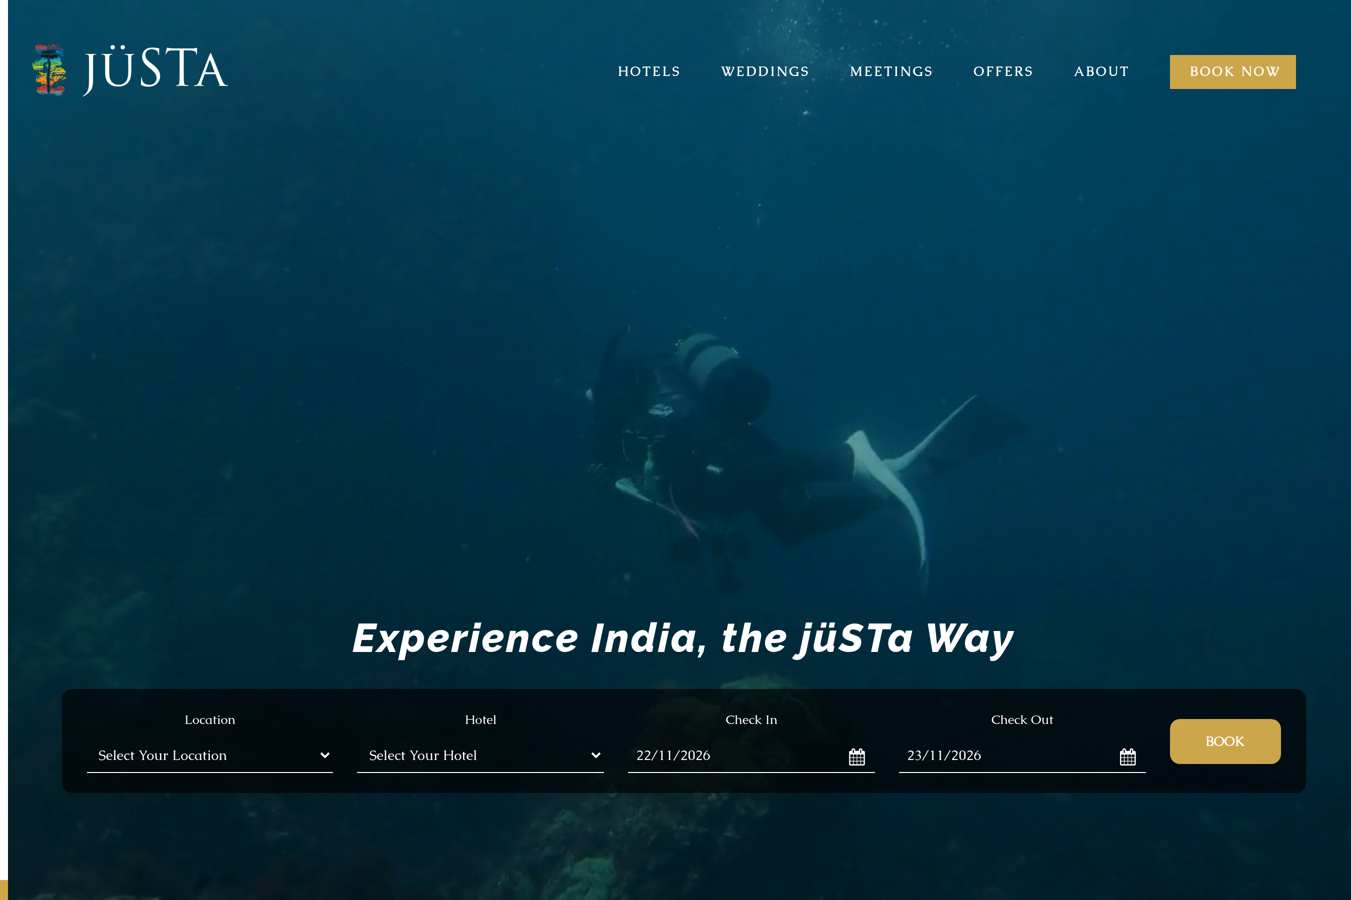 JÜSTA
HOTELS
WEDDINGS
MEETINGS
OFFERS
ABOUT
BOOK NOW
Experience India, the jüSTa Way
Location
Select Your Location
Hotel
Select Your Hotel
Check In
22/11/2026
Check Out
23/11/2026
BOOK